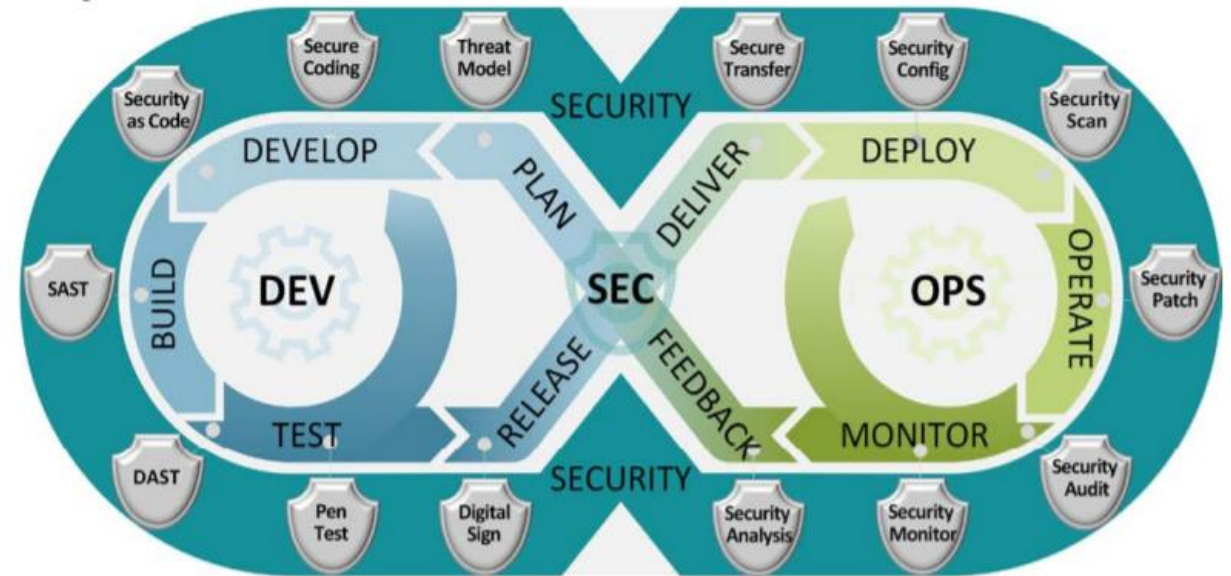 Secure
Coding
Threat
Model
Secure
Transfer
Security
Config
Security
as Code
SECURITY
Security
Scan
DEVELOP
PLAN
DELIVER
DEPLOY
SAST
BUILD
DEV
SEC
OPS
OPERATE
Security
Patch
TEST
RELEASE
FEEDBACK
MONITOR
DAST
SECURITY
Security
Audit
Pen
Test
Digital
Sign
Security
Analysis
Security
Monitor